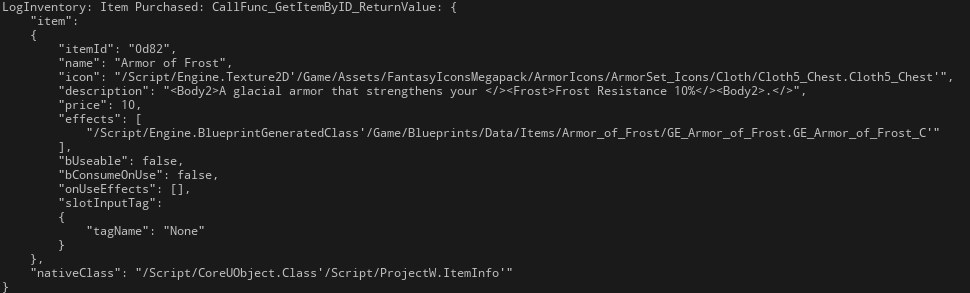 LogInventory: Item Purchased: CallFunc_GetItemByID_ReturnValue: {
    "item":
    {
        "itemId": "0d82",
        "name": "Armor of Frost",
        "icon": "/Script/Engine.Texture2D'/Game/Assets/FantasyIconsMegapack/ArmorIcons/ArmorSet_Icons/Cloth/Cloth5_Chest.Cloth5_Chest'",
        "description": "<Body2>A glacial armor that strengthens your </><Frost>Frost Resistance 10%</><Body2>.</>",
        "price": 10,
        "effects": [
            "/Script/Engine.BlueprintGeneratedClass'/Game/Blueprints/Data/Items/Armor_of_Frost/GE_Armor_of_Frost.GE_Armor_of_Frost_C'"
        ],
        "bUseable": false,
        "bConsumeOnUse": false,
        "onUseEffects": [],
        "slotInputTag":
        {
            "tagName": "None"
        }
    },
    "nativeClass": "/Script/CoreUObject.Class'/Script/ProjectW.ItemInfo'"
}